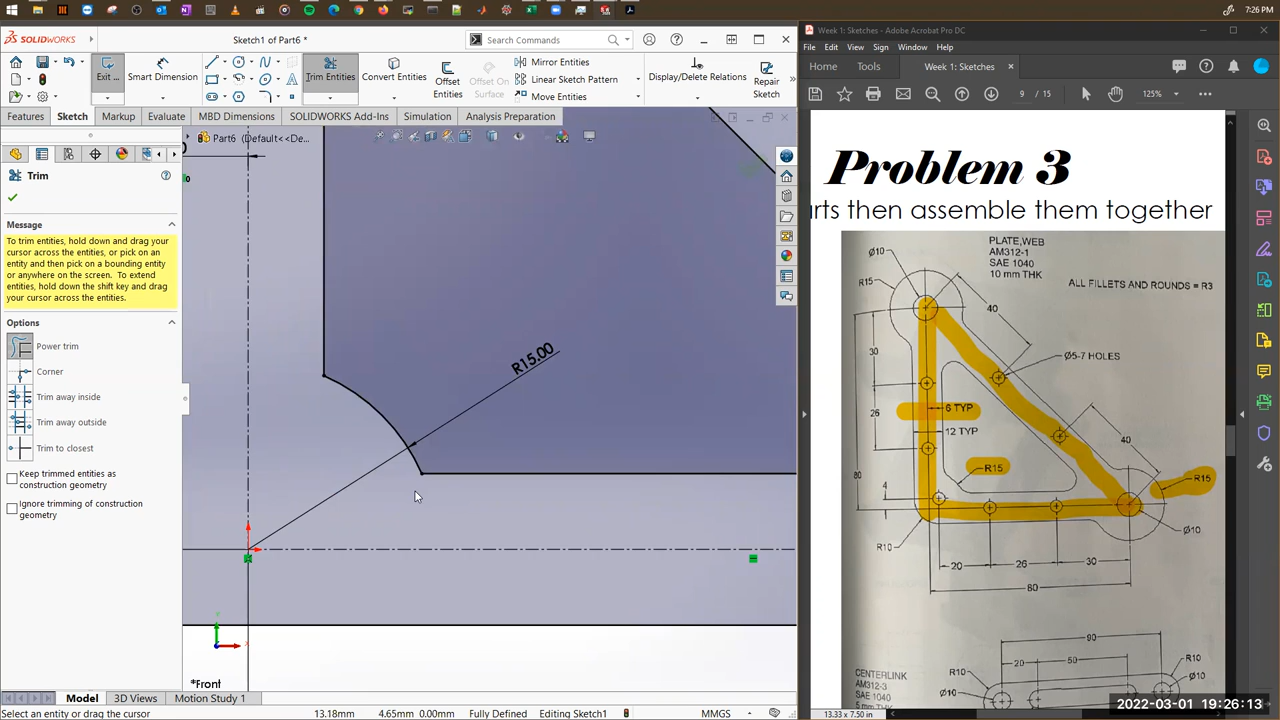 7:26 PM
SOLIDWORKS
Sketch1 of Part6 *
Search Commands
Exit ...
Smart Dimension
Trim Entities
Convert Entities
Offset Entities
Offset On Surface
Mirror Entities
Linear Sketch Pattern
Move Entities
Display/Delete Relations
Repair Sketch
Features
Sketch
Markup
Evaluate
MBD Dimensions
SOLIDWORKS Add-Ins
Simulation
Analysis Preparation
Part6 (Default<<De...
Trim
Message
To trim entities, hold down and drag your
cursor across the entities, or pick on an
entity and then pick on a bounding entity
or anywhere on the screen. To extend
entities, hold down the shift key and drag
your cursor across the entities.
Options
Power trim
Corner
Trim away inside
Trim away outside
Trim to closest
Keep trimmed entities as
construction geometry
Ignore trimming of construction
geometry
R15.00
*Front
Model
3D Views
Motion Study 1
Select an entity or drag the cursor
13.18mm
4.65mm
0.00mm
Fully Defined
Editing Sketch1
MMGS
Week 1: Sketches - Adobe Acrobat Pro DC
File
Edit
View
Sign
Window
Help
Home
Tools
Week 1: Sketches
9 / 15
125%
Problem 3
arts then assemble them together
PLATE,WEB
AM312-1
SAE 1040
10 mm THK
ALL FILLETS AND ROUNDS = R3
Ø10
R15
40
30
Ø5-7 HOLES
26
6 TYP
12 TYP
40
80
R15
R15
4
Ø10
R10
20
26
30
80
90
20
50
R10
R10
Ø10
Ø10
CENTERLINK
AM312-3
SAE 1040
5 mm THK
13.33 x 7.50 in
2022-03-01 19:26:13